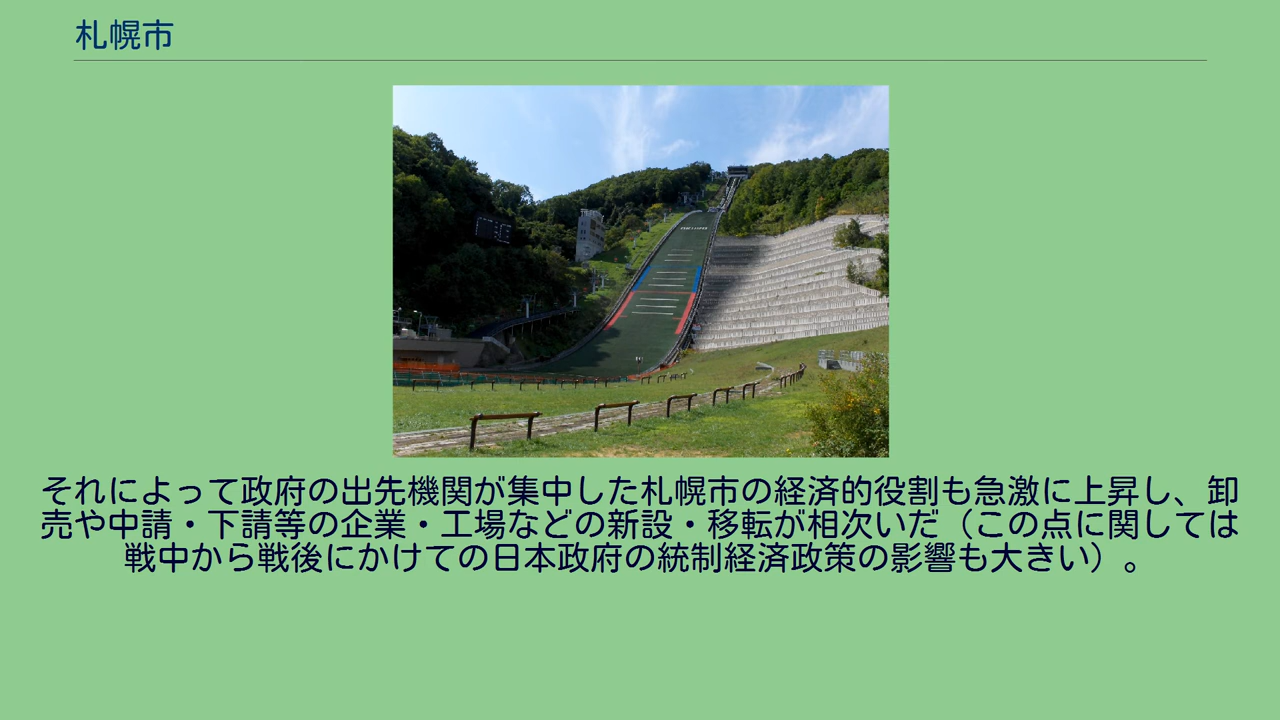 札幌市
それによって政府の出先機関が集中した札幌市の経済的役割も急激に上昇し、卸
売や中請・下請等の企業・工場などの新設・移転が相次いだ（この点に関しては
戦中から戦後にかけての日本政府の統制経済政策の影響も大きい）。